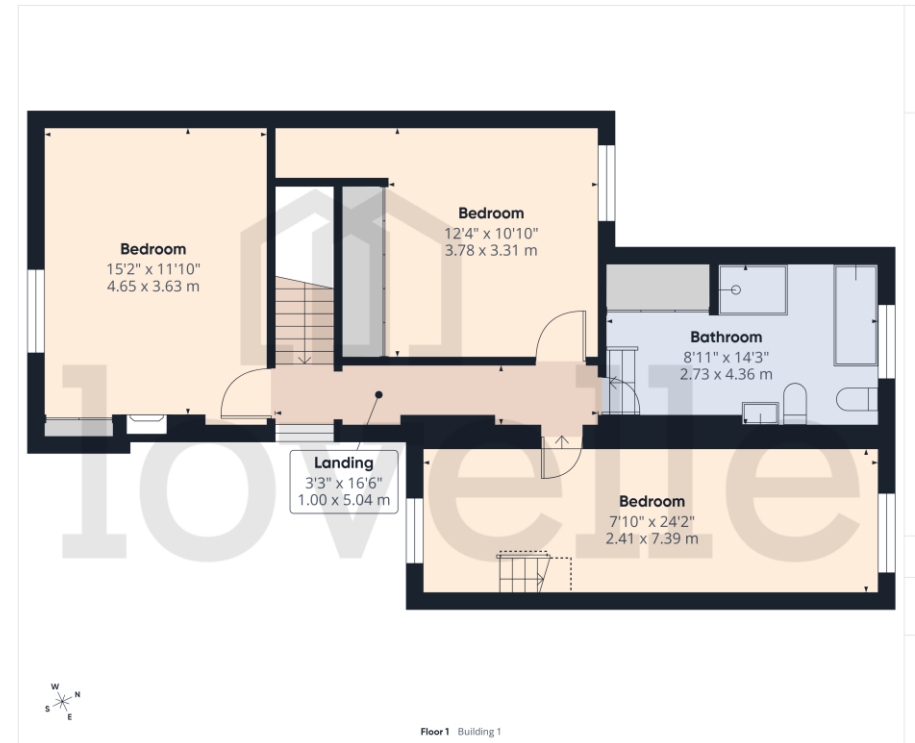 Bedroom
15'2" x 11'10"
4.65 x 3.63 m
Bedroom
12'4" x 10'10"
3.78 x 3.31 m
Bathroom
8'11" x 14'3"
2.73 x 4.36 m
Landing
3'3" x 16'6"
1.00 x 5.04 m
Bedroom
7'10" x 24'2"
2.41 x 7.39 m
lovelle
W
N
S
E
Floor 1 Building 1